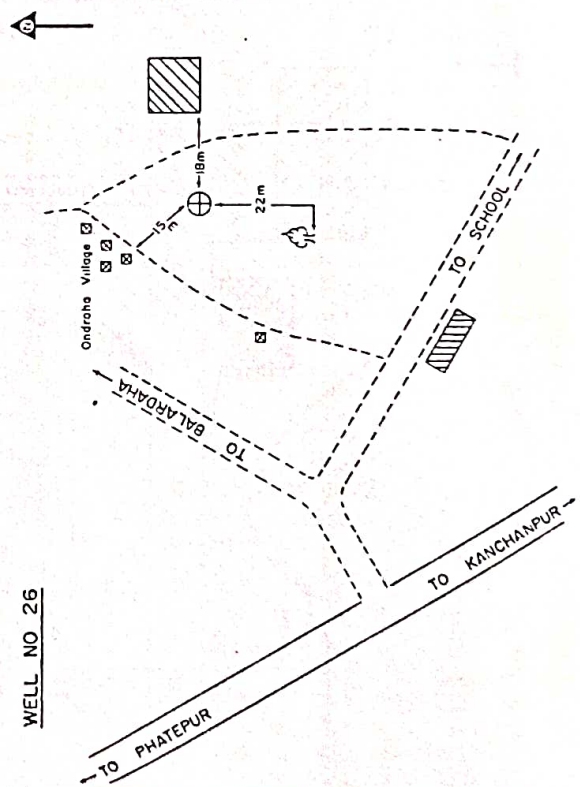 WELL NO 26
Ondraha Village
18m
15m
22m
TO BALARDAHA
TO SCHOOL
TO PHATEPUR
TO KANCHANPUR